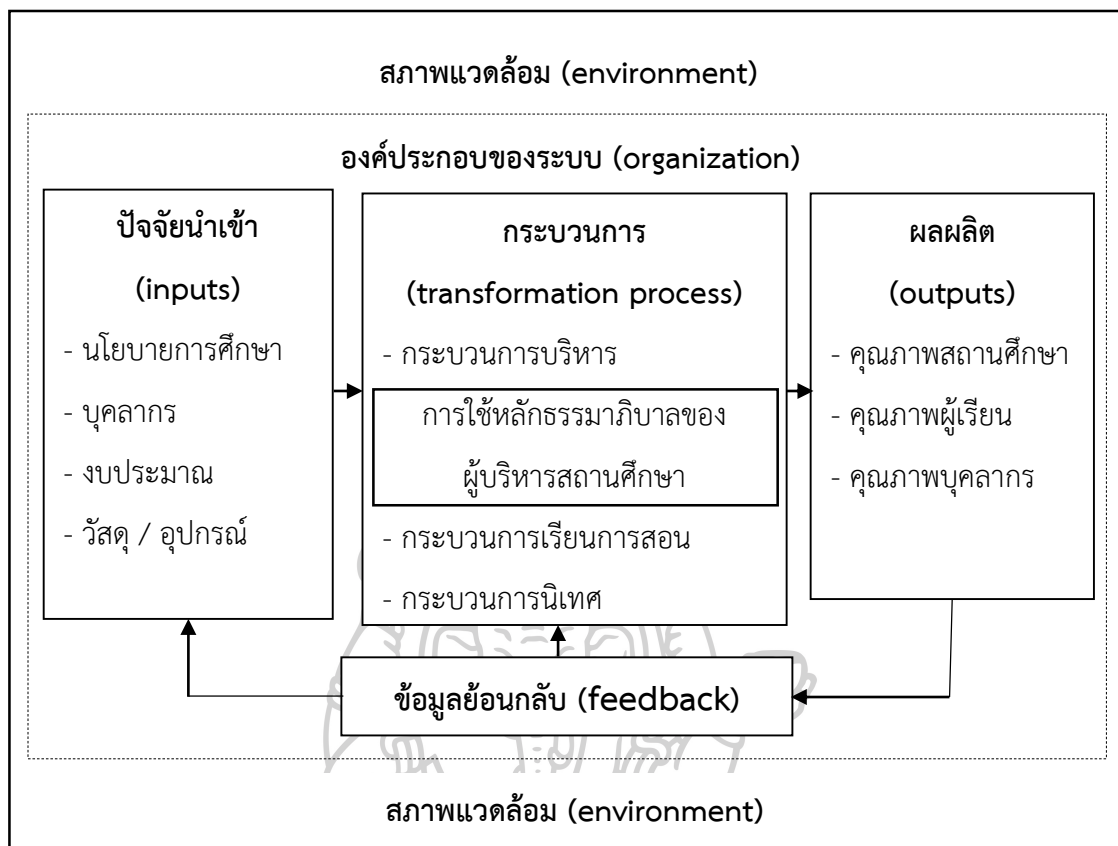 สภาพแวดล้อม (environment)
องค์ประกอบของระบบ (organization)
ปัจจัยนำเข้า
(inputs)
- นโยบายการศึกษา
- บุคลากร
- งบประมาณ
- วัสดุ / อุปกรณ์
กระบวนการ
(transformation process)
- กระบวนการบริหาร
การใช้หลักธรรมาภิบาลของ
ผู้บริหารสถานศึกษา
- กระบวนการเรียนการสอน
- กระบวนการนิเทศ
ผลผลิต
(outputs)
- คุณภาพสถานศึกษา
- คุณภาพผู้เรียน
- คุณภาพบุคลากร
ข้อมูลย้อนกลับ (feedback)
สภาพแวดล้อม (environment)